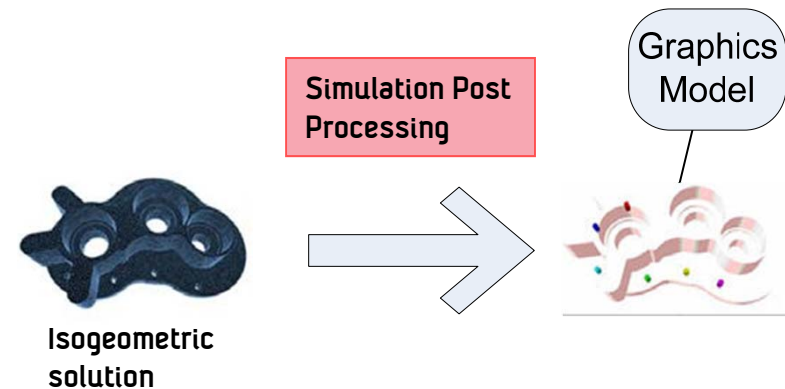 Graphics
Model
Simulation Post
Processing
Isogeometric
solution